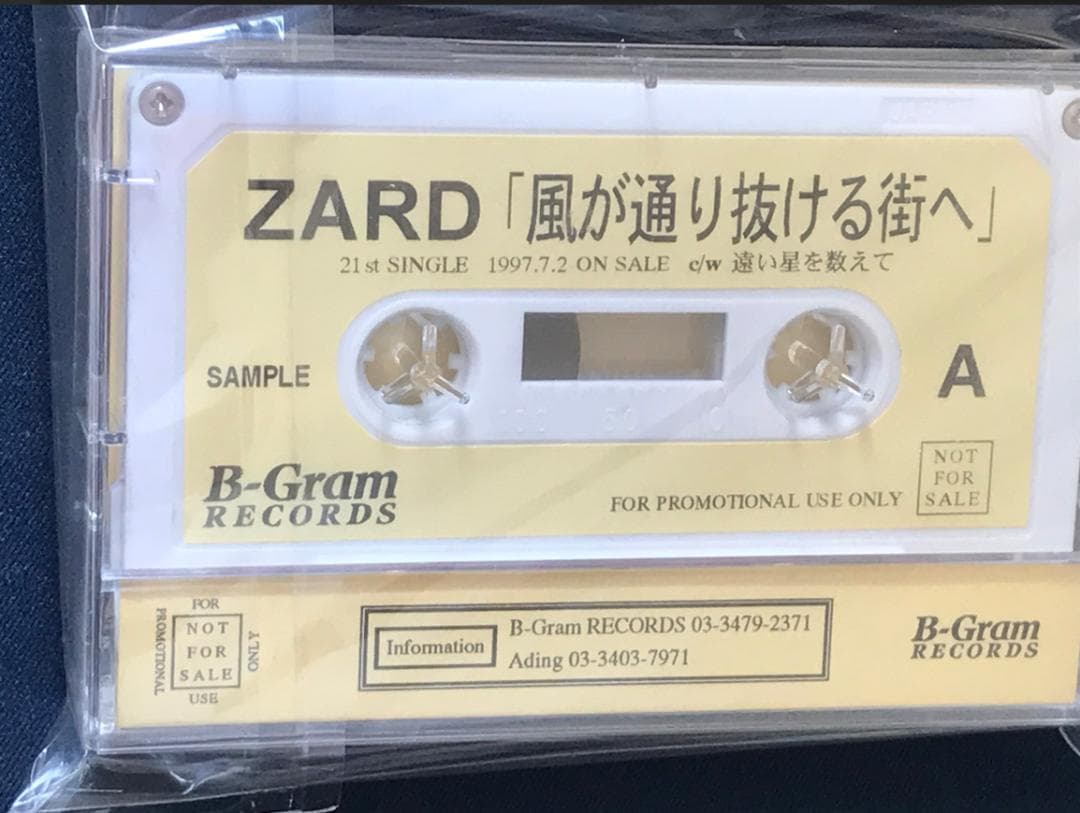 ZARD「風が通り抜ける街へ」
21st SINGLE 1997.7.2 ON SALE c/w 遠い星を数えて
SAMPLE
A
B-Gram
RECORDS
FOR PROMOTIONAL USE ONLY
NOT
FOR
SALE
FOR
PROMOTIONAL
NOT
FOR
SALE
USE
ONLY
Information
B-Gram RECORDS 03-3479-2371
Ading 03-3403-7971
B-Gram
RECORDS